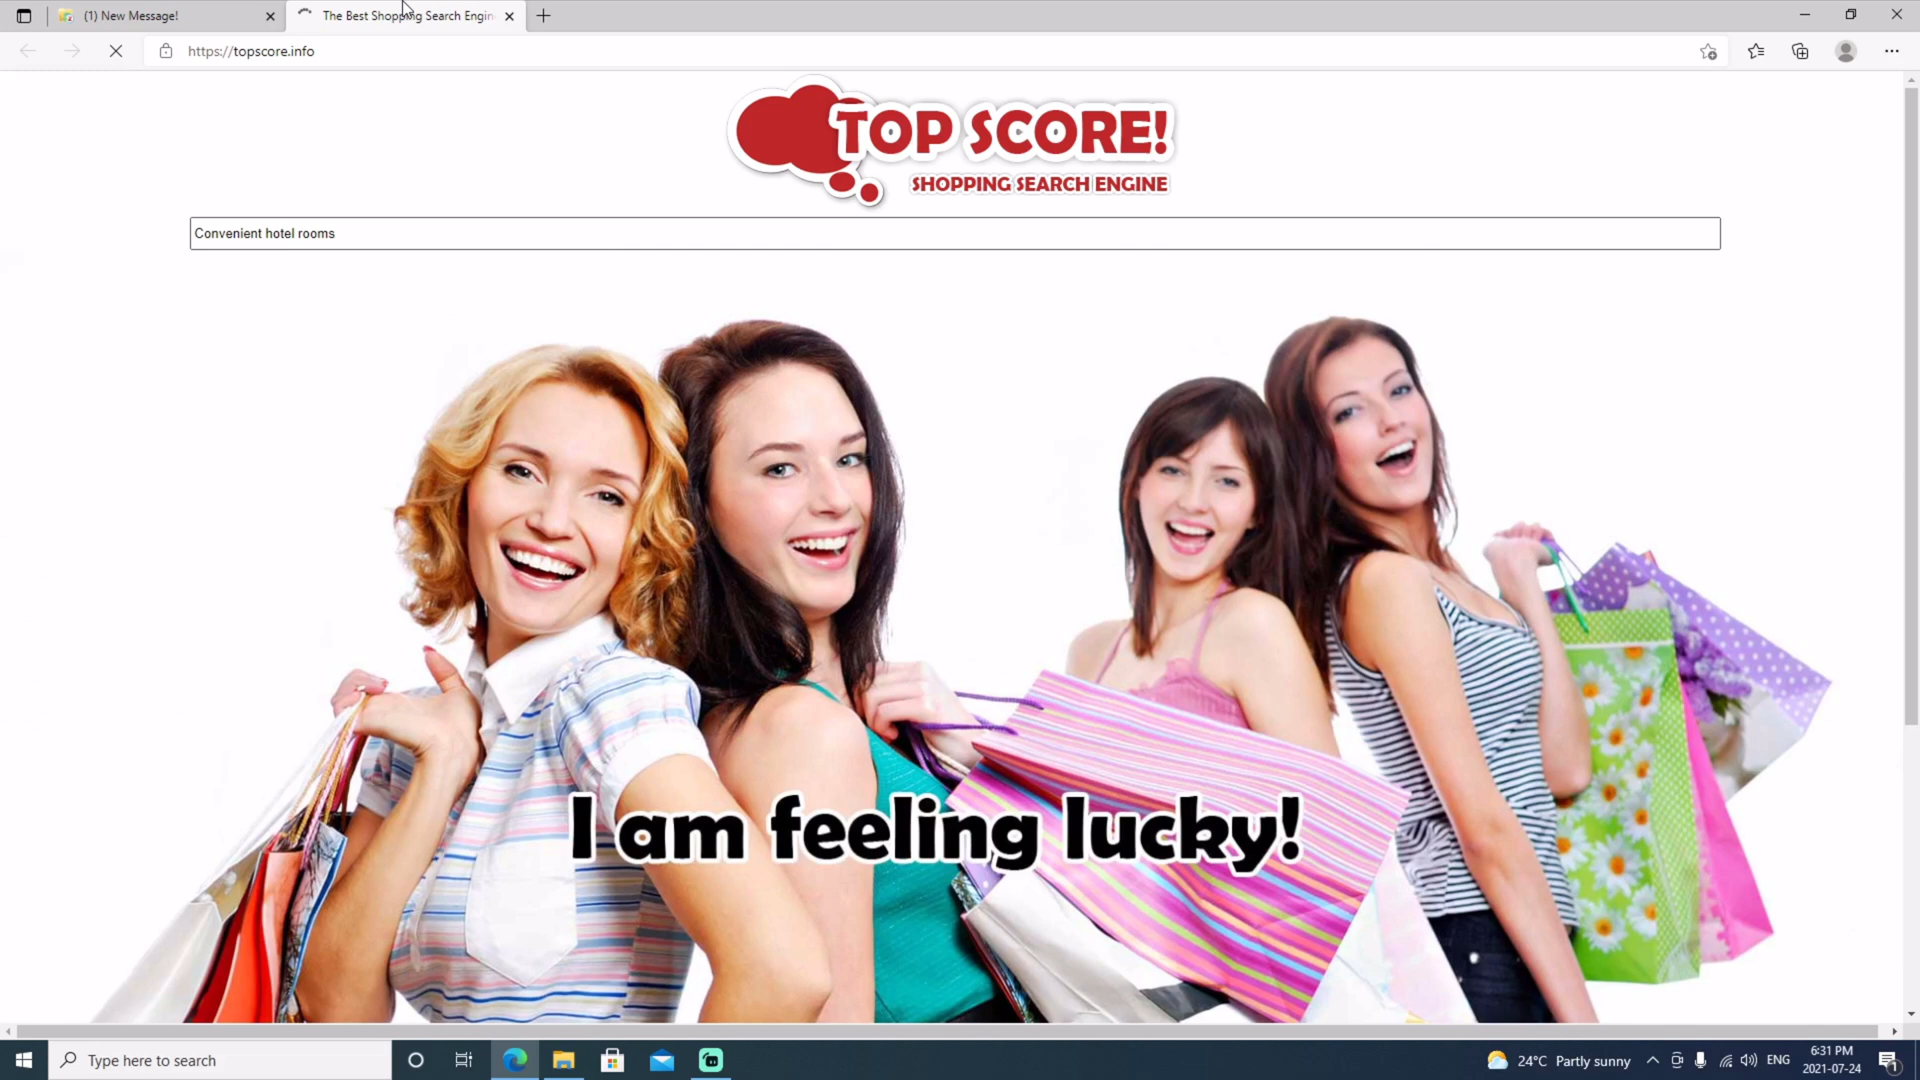 (1) New Message!
The Best Shopping Search Engin
https://topscore.info
TOP SCORE!
SHOPPING SEARCH ENGINE
Convenient hotel rooms
I am feeling lucky!
Type here to search
24°C Partly sunny
ENG
6:31 PM
2021-07-24
1